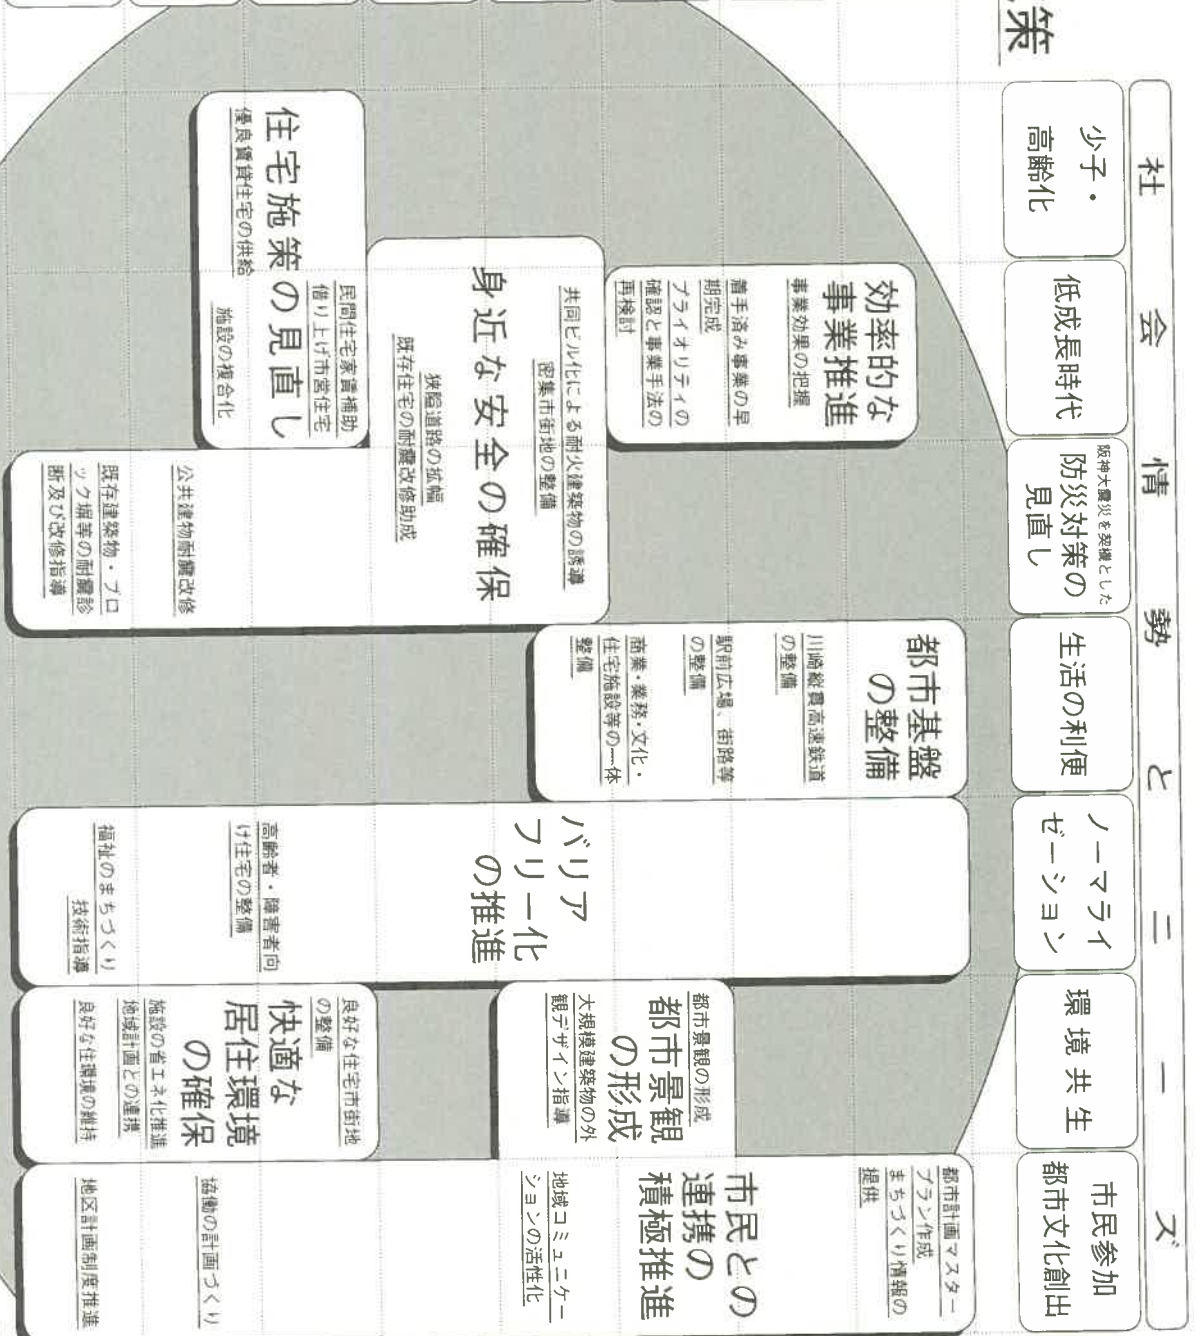 策
社会情勢とニーズ
少子・
高齢化
低成長時代
阪神大震災を契機とした
防災対策の
見直し
生活の利便
ノーマライ
ゼーション
環境共生
市民参加
都市文化創出
効率的な
事業推進
事業効果の把握
着手済み事業の早
期完成
プライオリティの
確認と事業手法の
再検討
共同ビル化による耐火建築物の誘導
密集市街地の整備
身近な安全の確保
狭隘道路の拡幅
既存住宅の耐震改修助成
公共建物耐震改修
既存建築物・ブロ
ック塀等の耐震診
断及び改修指導
民間住宅家賃補助
借り上げ市営住宅
住宅施策の見直し
優良賃貸住宅の供給
施設の複合化
都市基盤
の整備
川崎縦貫高速鉄道
の整備
駅前広場、街路等
の整備
商業・業務・文化・
住宅施設等の一体
整備
バリア
フリー化
の推進
高齢者・障害者向
け住宅の整備
福祉のまちづくり
技術指導
都市景観の形成
都市景観
の形成
大規模建築物の外
観デザイン指導
良好な住宅市街地
の整備
快適な
居住環境
の確保
施設の省エネ化推進
地域計画との連携
良好な住環境の維持
都市計画マスター
プラン作成
まちづくり情報の
提供
市民との
連携の
積極推進
地域コミュニケー
ションの活性化
協働の計画づくり
地区計画制度推進